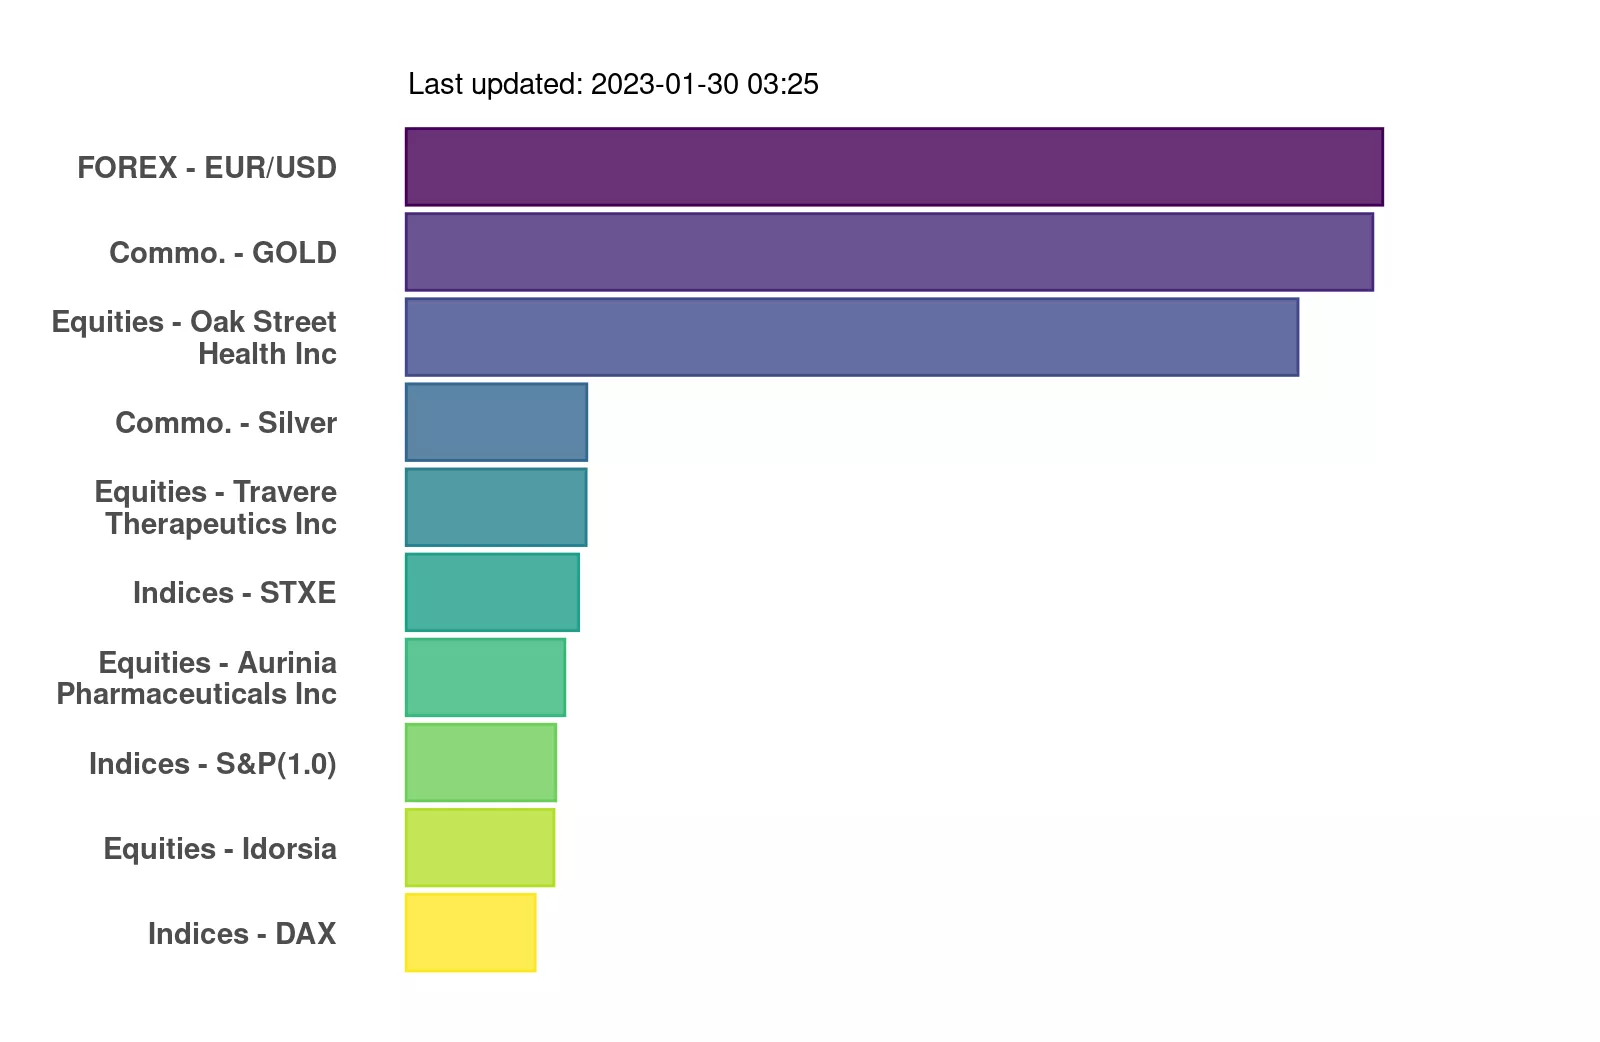 Last updated: 2023-01-30 03:25
FOREX - EUR/USD
Commo. - GOLD
Equities - Oak Street
Health Inc
Commo. - Silver
Equities - Travere
Therapeutics Inc
Indices - STXE
Equities - Aurinia
Pharmaceuticals Inc
Indices - S&P(1.0)
Equities - Idorsia
Indices - DAX